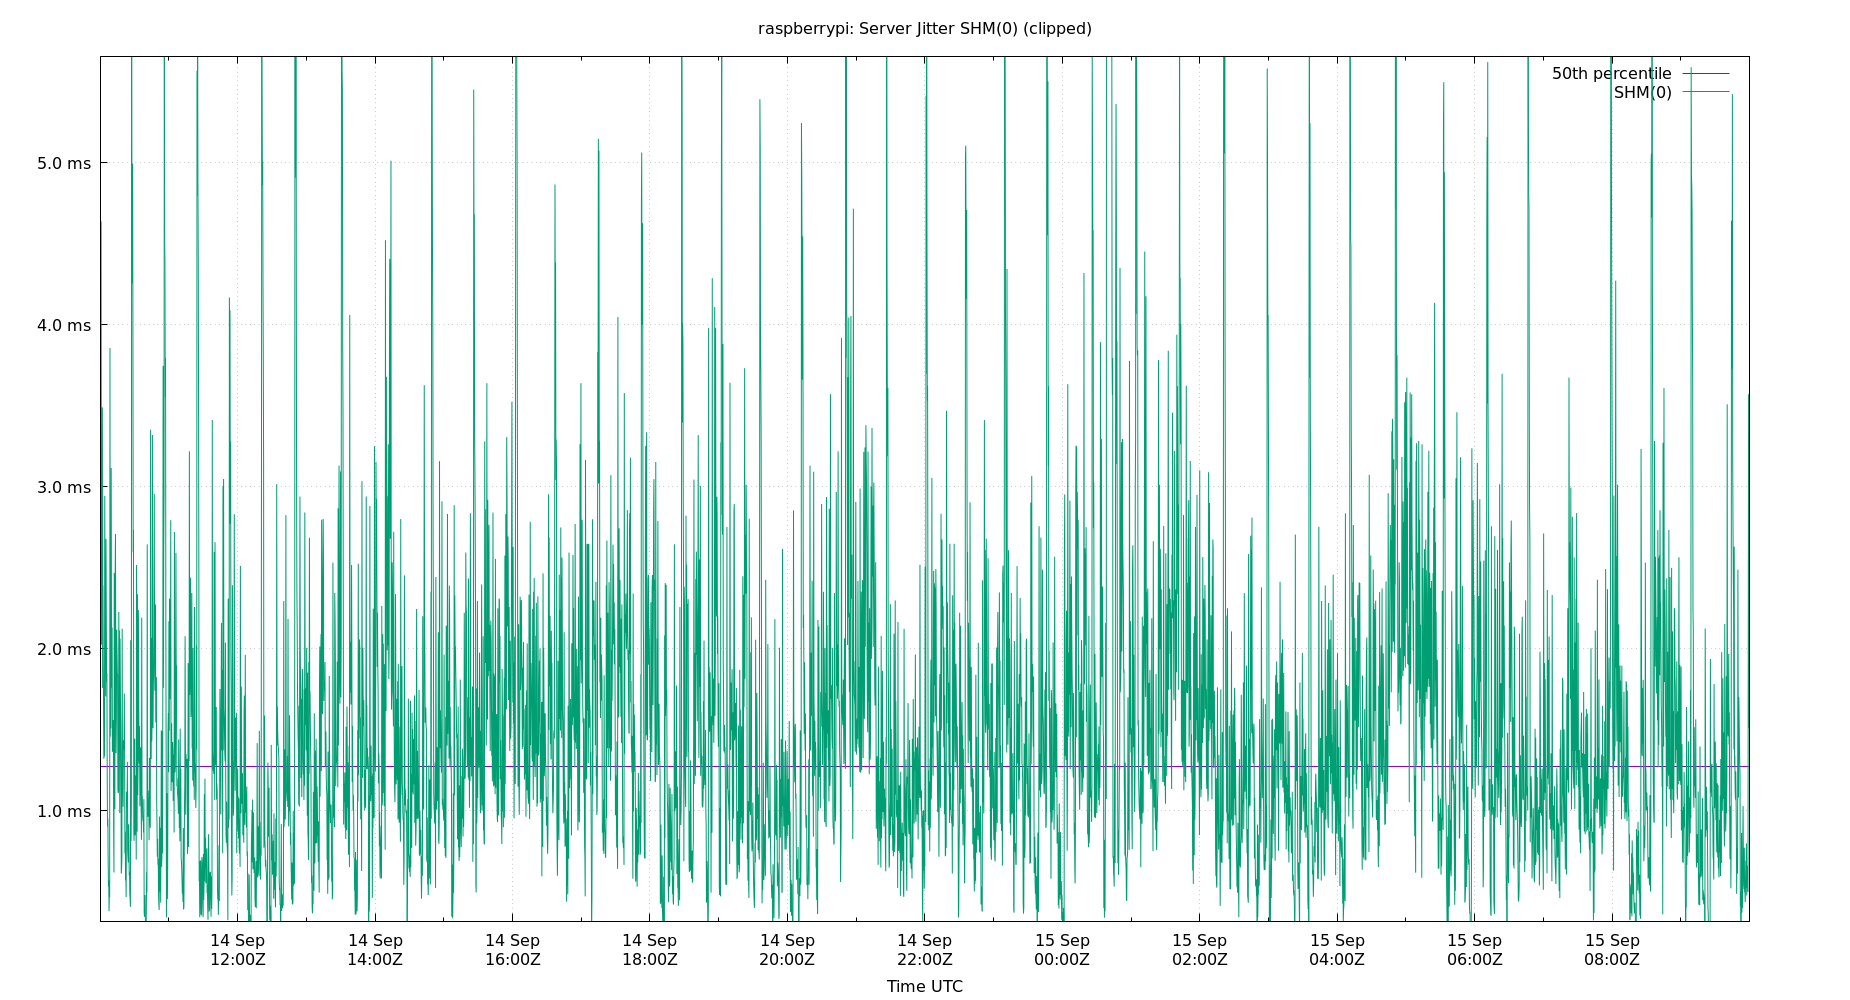 raspberrypi: Server Jitter SHM(0) (clipped)
50th percentile
SHM(0)
5.0 ms
4.0 ms
3.0 ms
2.0 ms
1.0 ms
14 Sep 14 Sep 14 Sep 14 Sep 14 Sep 14 Sep 15 Sep 15 Sep 15 Sep 15 Sep 15 Sep
12:00Z 14:00Z 16:00Z 18:00Z 20:00Z 22:00Z 00:00Z 02:00Z 04:00Z 06:00Z 08:00Z
Time UTC